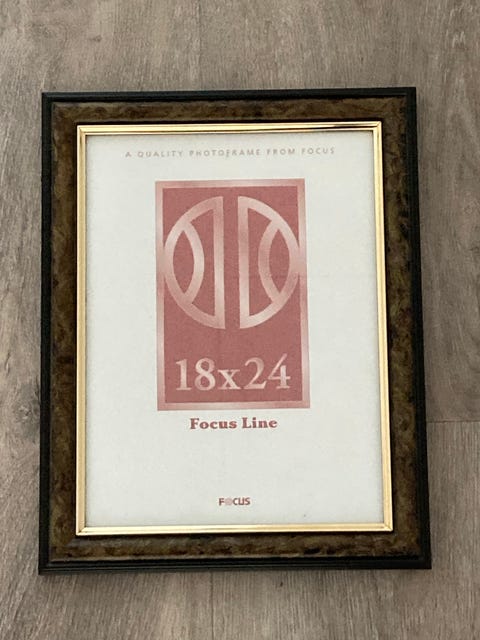 A QUALITY PHOTOFRAME FROM FOCUS
18x24
Focus Line
FOCUS